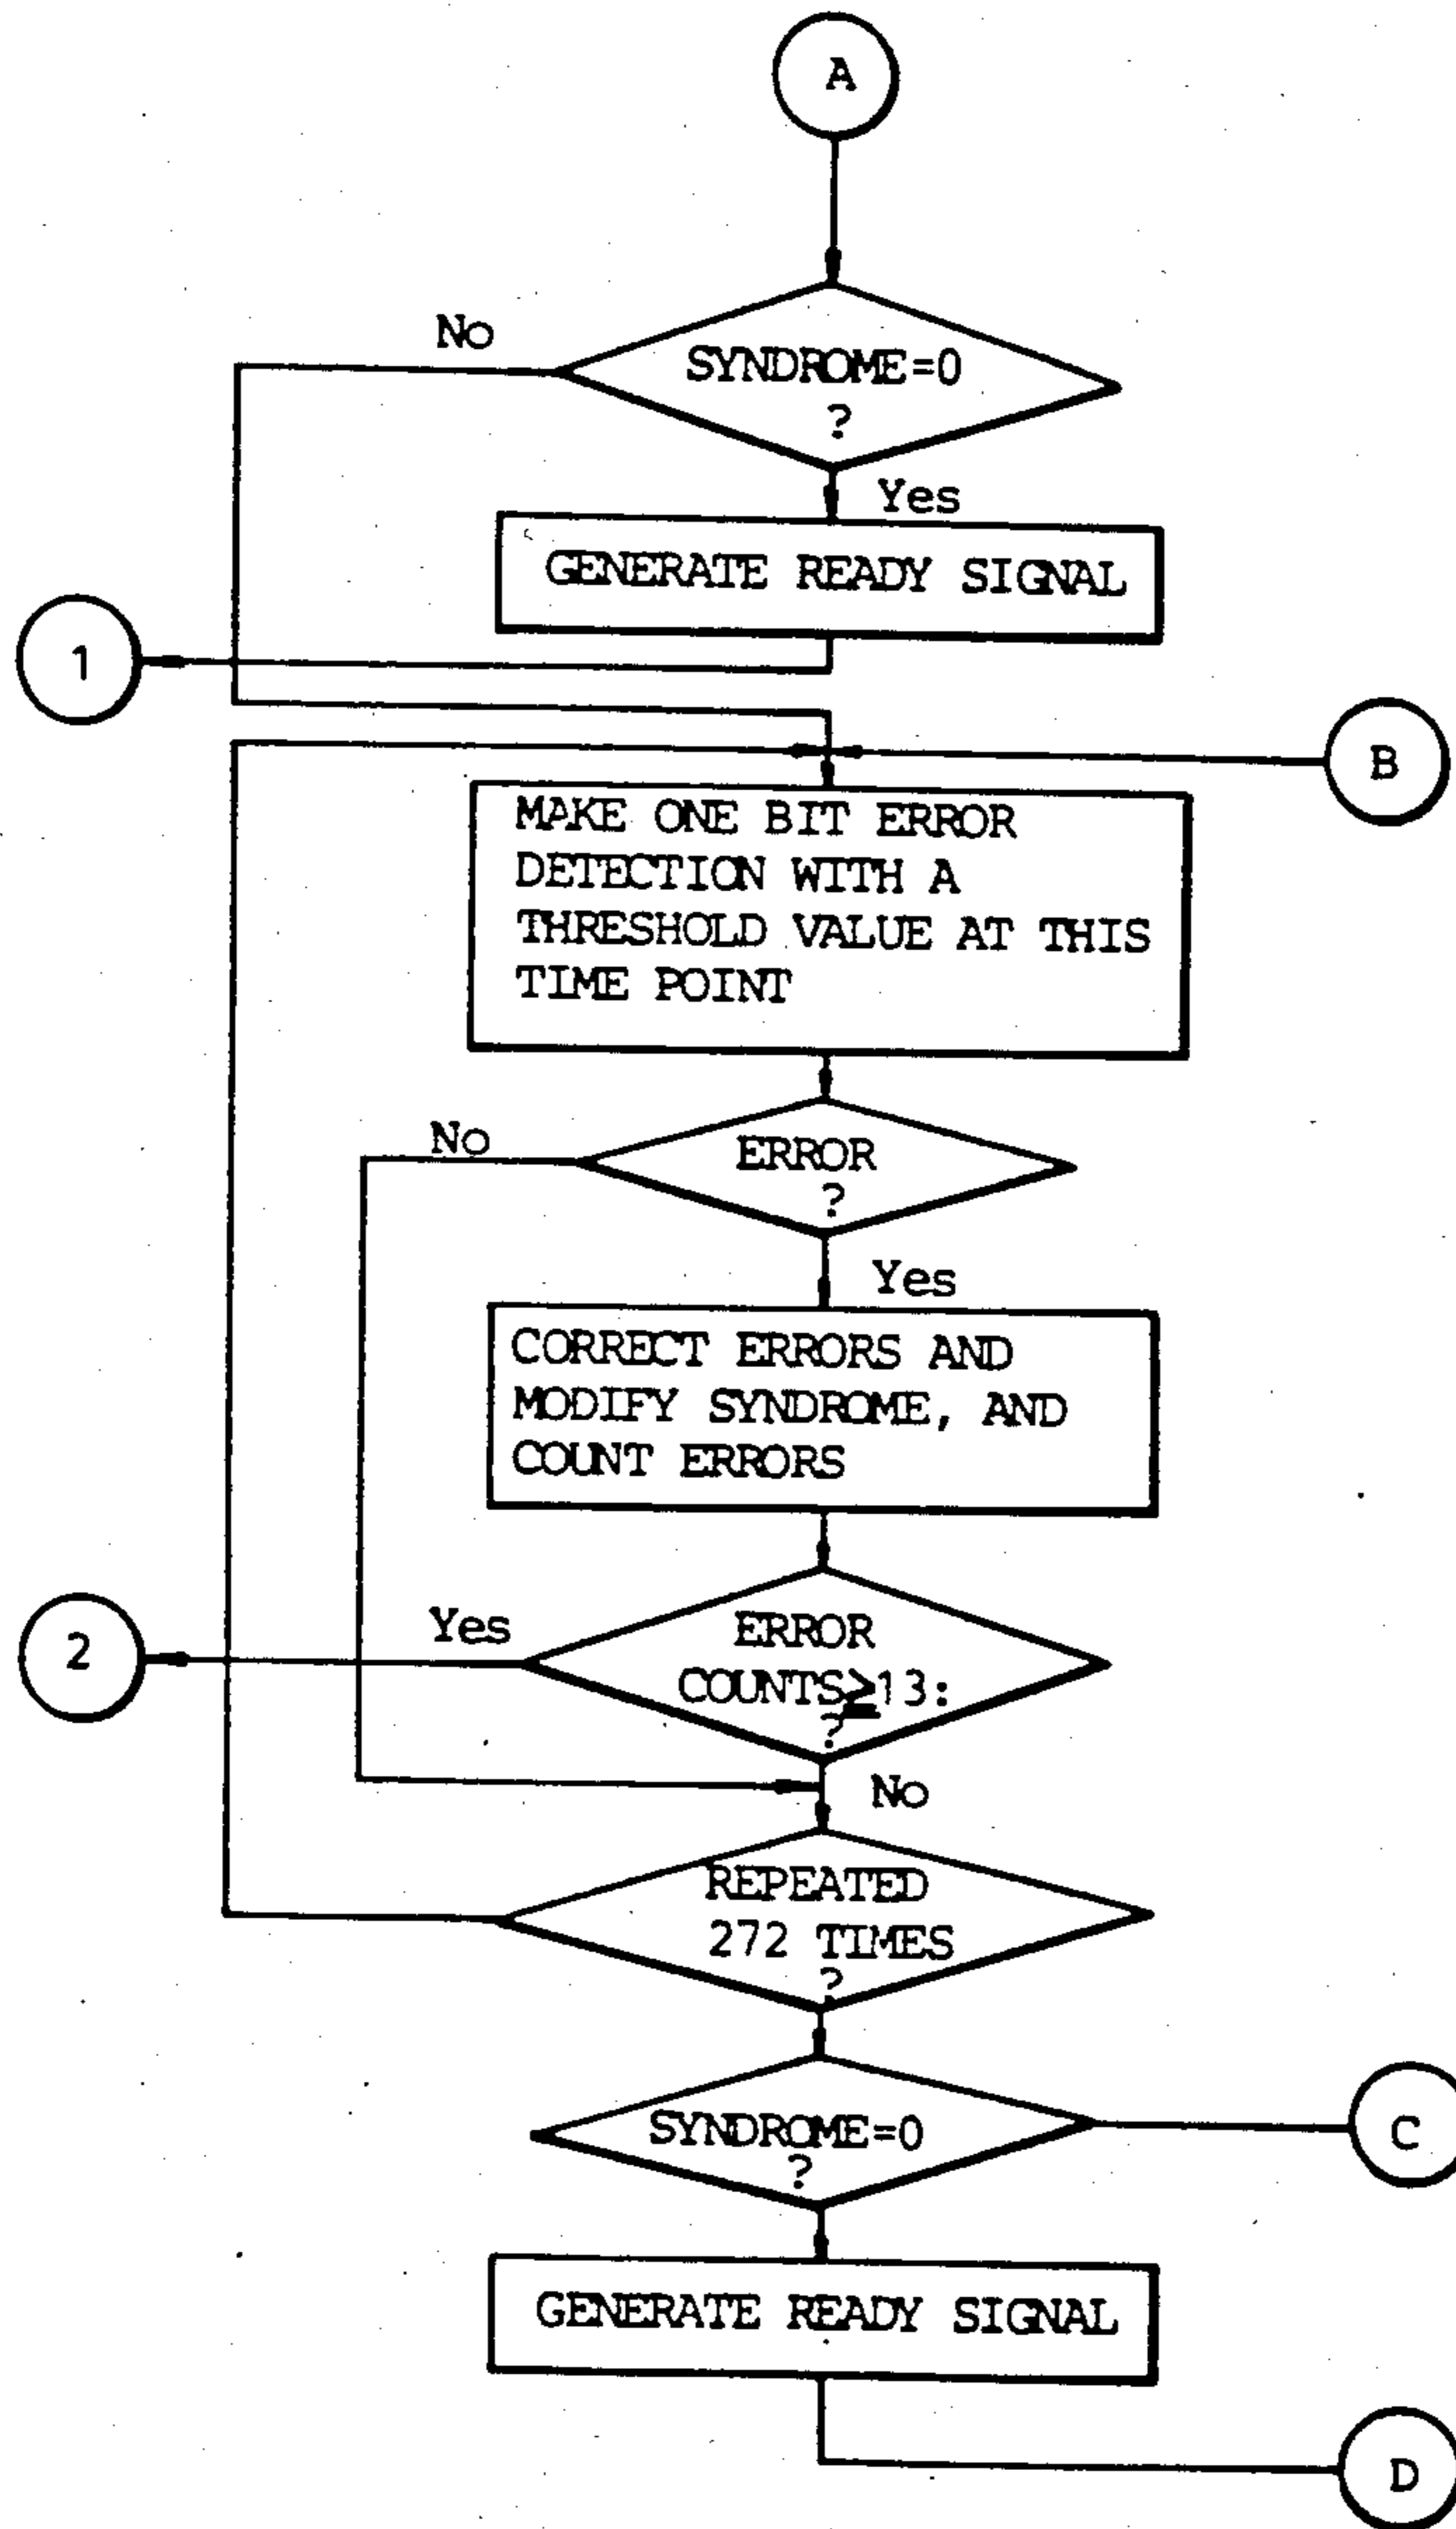 A
No
SYNDROME=0
?
Yes
GENERATE READY SIGNAL
1
B
MAKE ONE BIT ERROR
DETECTION WITH A
THRESHOLD VALUE AT THIS
TIME POINT
No
ERROR
?
Yes
CORRECT ERRORS AND
MODIFY SYNDROME, AND
COUNT ERRORS
2
Yes
ERROR
COUNTS≥13:
?
No
REPEATED
272 TIMES
?
SYNDROME=0
?
C
GENERATE READY SIGNAL
D